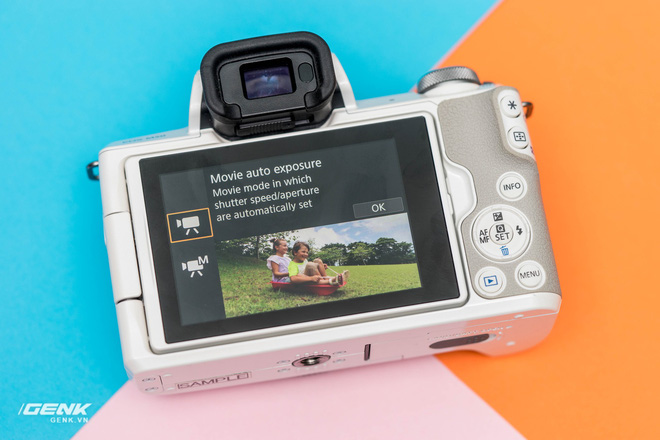 Movie auto exposure
Movie mode in which
shutter speed/aperture
are automatically set
OK
M
INFO
AF
MF
Q
SET
MENU
SAMPLE
GENK
GENK.VN